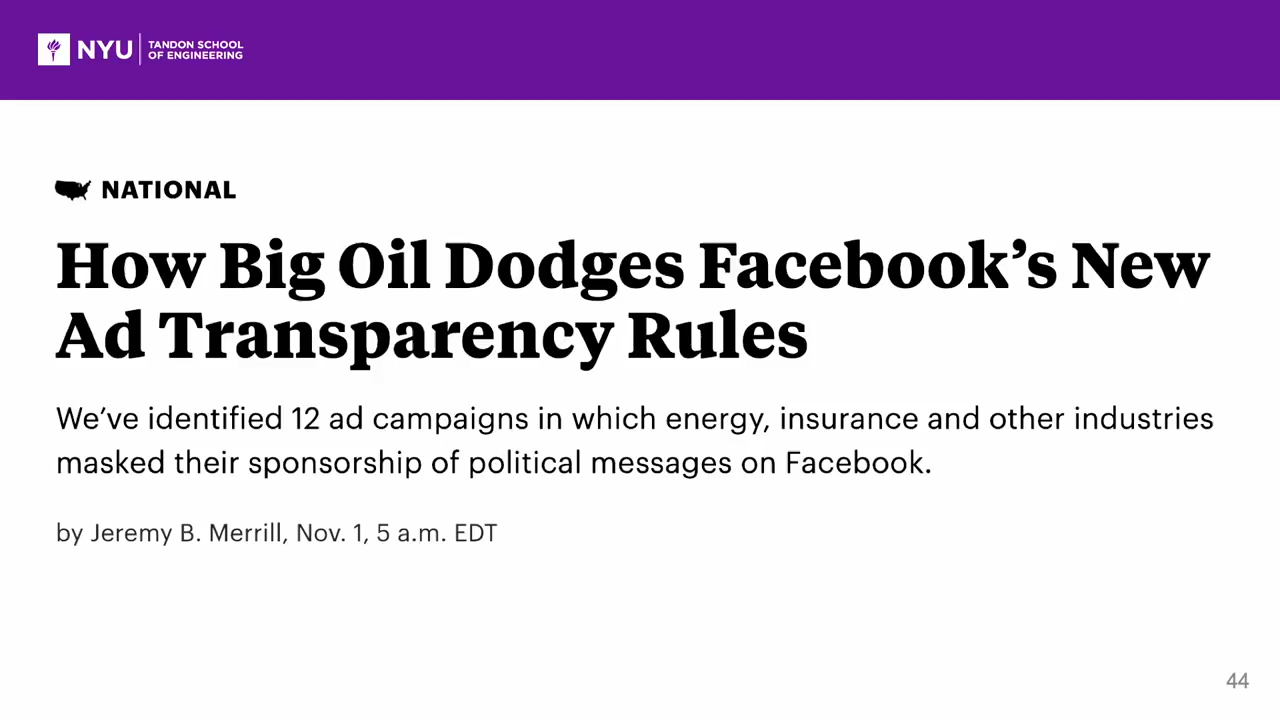 NYU
TANDON SCHOOL
OF ENGINEERING
NATIONAL
How Big Oil Dodges Facebook’s New
Ad Transparency Rules
We’ve identified 12 ad campaigns in which energy, insurance and other industries
masked their sponsorship of political messages on Facebook.
by Jeremy B. Merrill, Nov. 1, 5 a.m. EDT
44